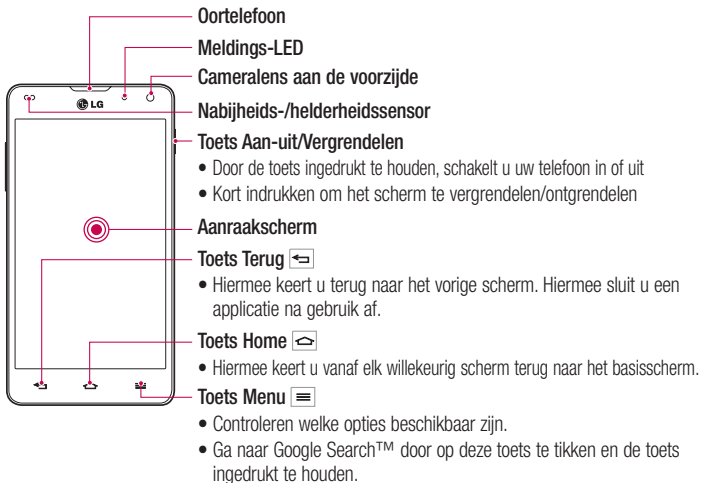 Oortelefoon
Meldings-LED
Cameralens aan de voorzijde
LG
Nabijheids-/helderheidssensor
Toets Aan-uit/Vergrendelen
• Door de toets ingedrukt te houden, schakelt u uw telefoon in of uit
• Kort indrukken om het scherm te vergrendelen/ontgrendelen
Aanraakscherm
Toets Terug
• Hiermee keert u terug naar het vorige scherm. Hiermee sluit u een
applicatie na gebruik af.
Toets Home
• Hiermee keert u vanaf elk willekeurig scherm terug naar het basisscherm.
Toets Menu
• Controleren welke opties beschikbaar zijn.
• Ga naar Google Search™ door op deze toets te tikken en de toets
ingedrukt te houden.